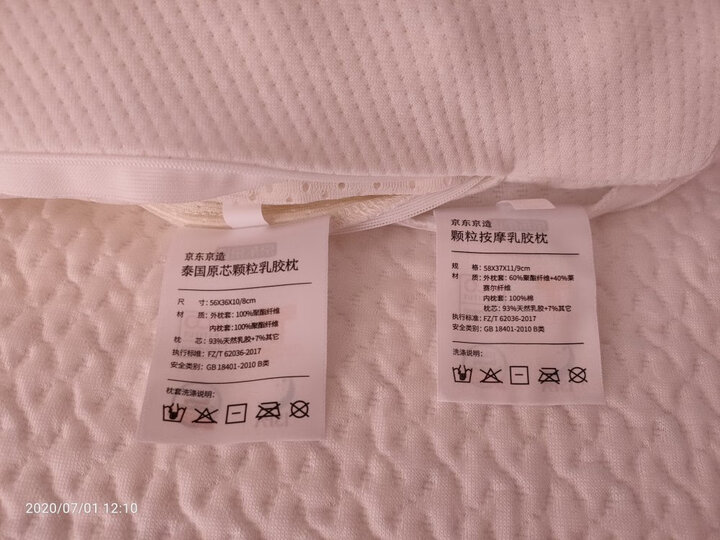 京东京造
泰国原芯颗粒乳胶枕
尺 寸：56X36X10/8cm
材 质：外枕套：100%聚酯纤维
内枕套：100%聚酯纤维
枕 芯：93%天然乳胶+7%其它
执行标准：FZ/T 62036-2017
安全类别：GB 18401-2010 B类
枕套洗涤说明：
京东京造
颗粒按摩乳胶枕
规 格：58X37X11/9cm
材 质：外枕套：60%聚酯纤维+40%莱
赛尔纤维
内枕套：100%棉
枕 芯：93%天然乳胶+7%其它
执行标准：FZ/T 62036-2017
安全类别：GB 18401-2010 B类
洗涤说明：
2020/07/01 12:10